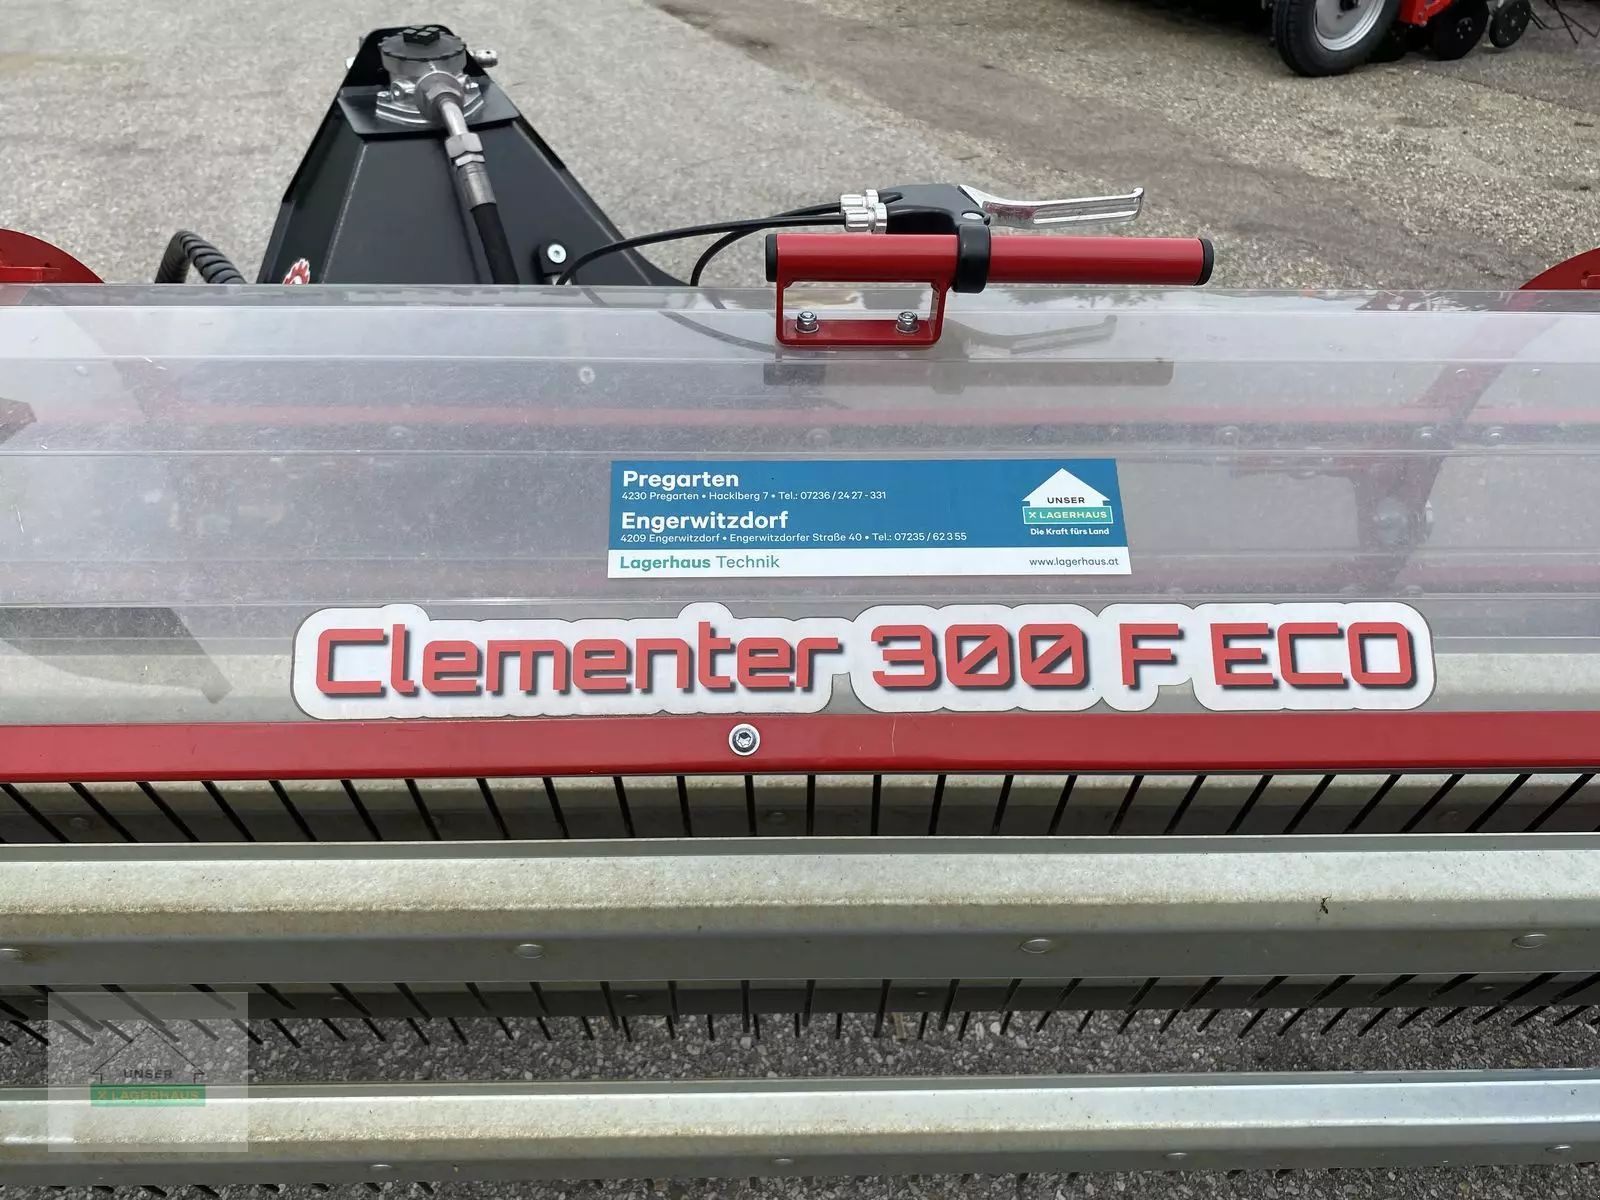 Pregarten
4230 Pregarten • Hacklberg 7 • Tel.: 07236 / 24 27 - 331
Engerwitzdorf
4209 Engerwitzdorf • Engerwitzdorfer Straße 40 • Tel.: 07235 / 62 3 55
Lagerhaus Technik
UNSER
X LAGERHAUS
Die Kraft fürs Land
www.lagerhaus.at
Clementer 300 F ECO
UNSER
X LAGERHAUS